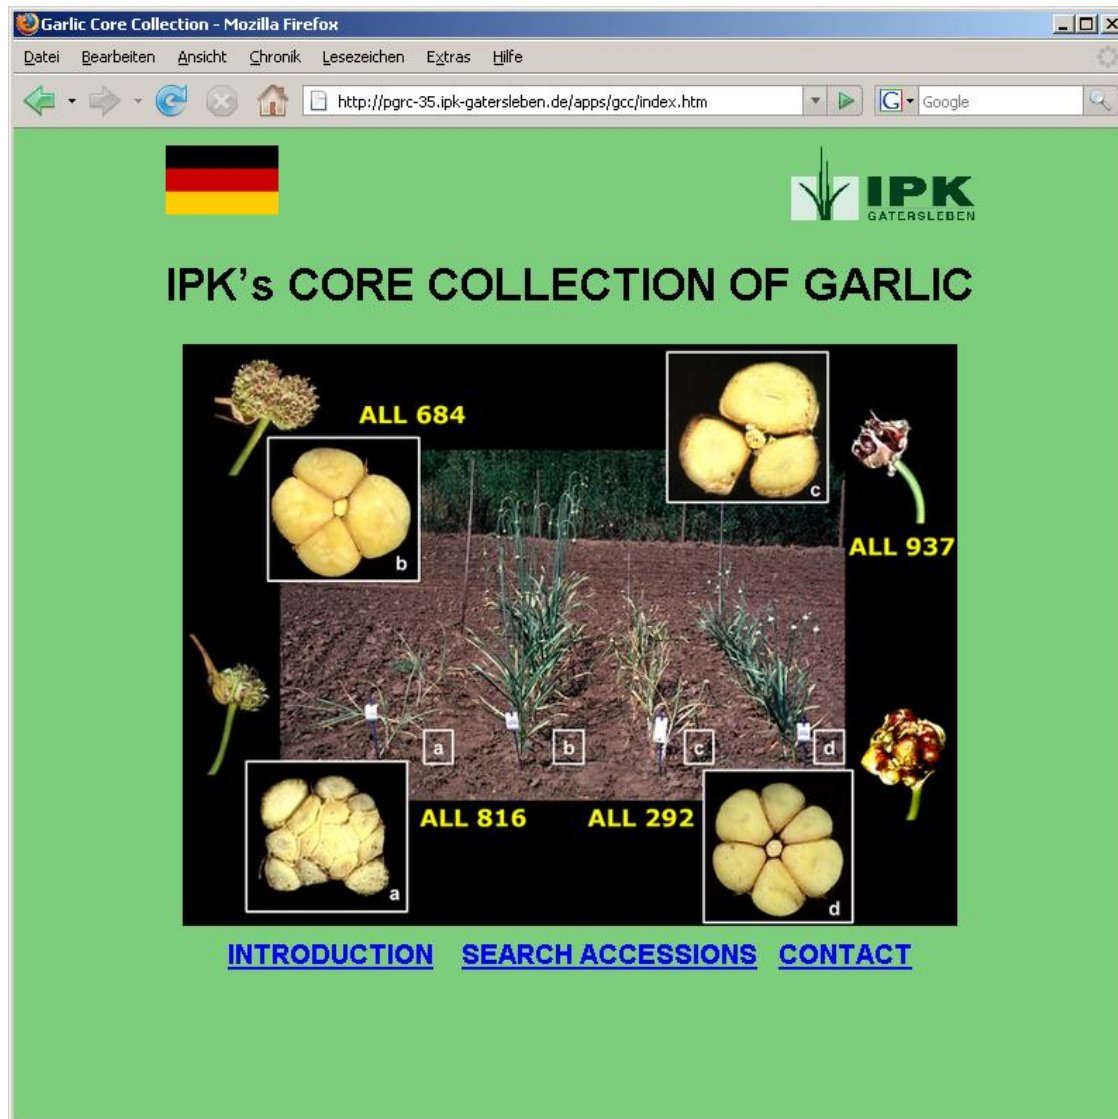 Garlic Core Collection - Mozilla Firefox
Datei Bearbeiten Ansicht Chronik Lesezeichen Extras Hilfe
http://pgrc-35.ipk-gatersleben.de/apps/gcc/index.htm
G Google
IPK
GATERSLEBEN
IPK's CORE COLLECTION OF GARLIC
ALL 684
b
c
ALL 937
a b c d
ALL 816 ALL 292
a
d
INTRODUCTION SEARCH ACCESSIONS CONTACT